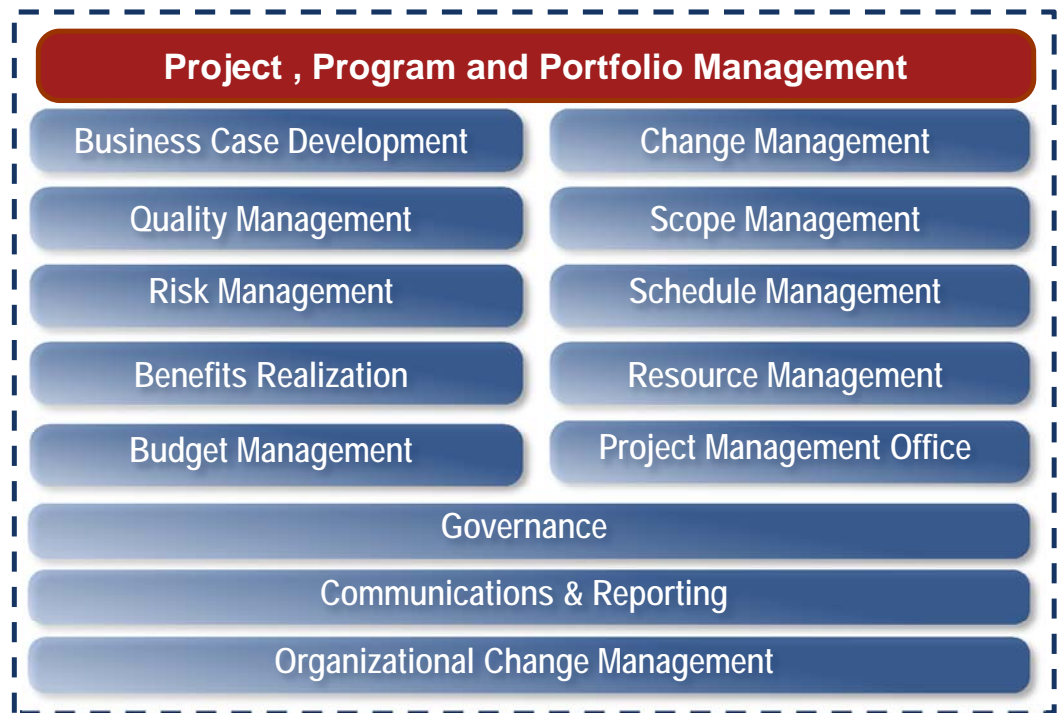 Project , Program and Portfolio Management
Business Case Development
Change Management
Quality Management
Scope Management
Risk Management
Schedule Management
Benefits Realization
Resource Management
Budget Management
Project Management Office
Governance
Communications & Reporting
Organizational Change Management